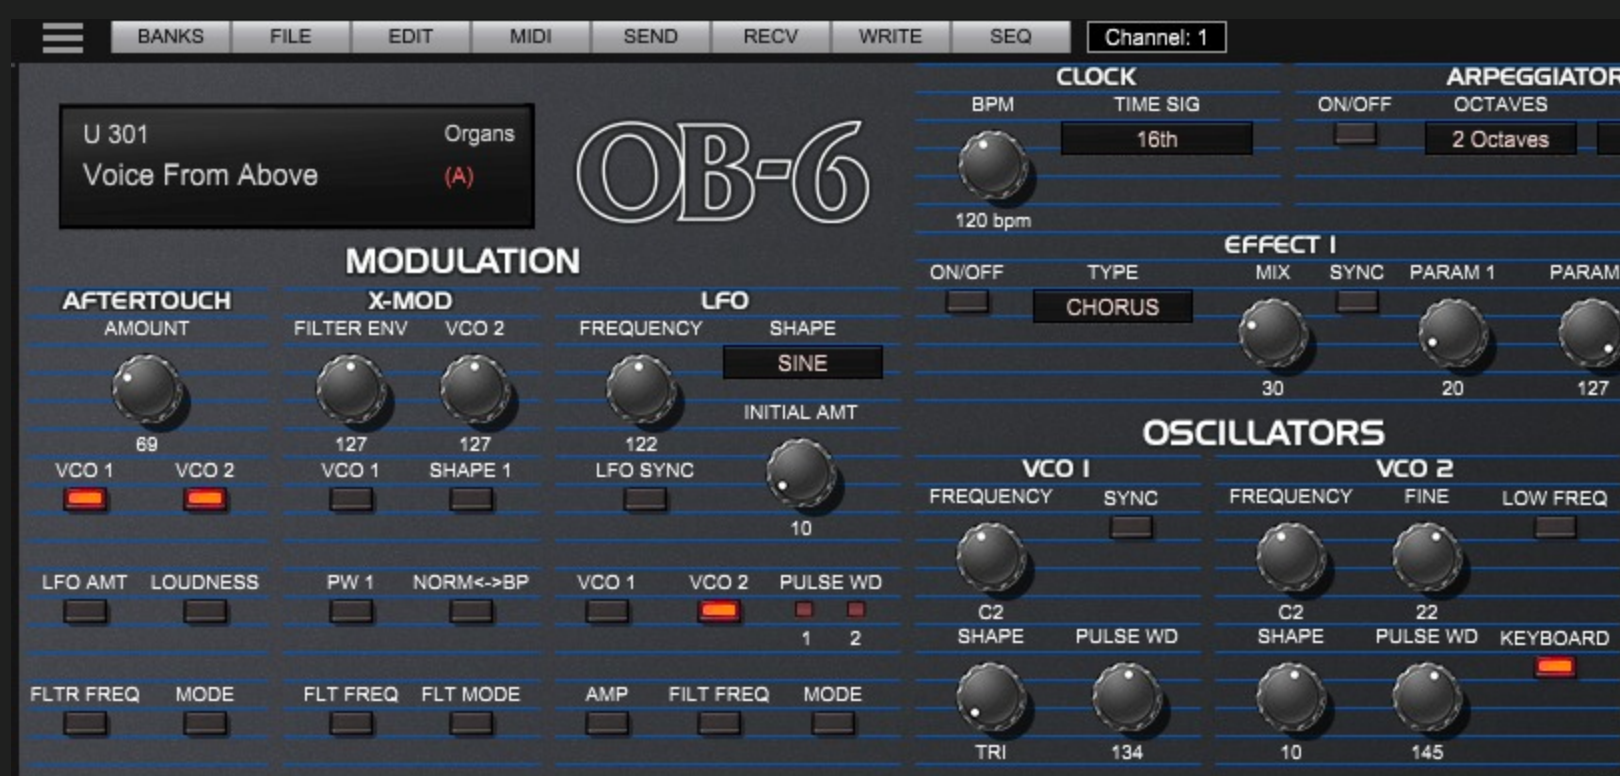 BANKS FILE EDIT MIDI SEND RECV WRITE SEQ Channel: 1
U 301 Organs
Voice From Above (A)
OB-6
MODULATION
AFTERTOUCH
AMOUNT
69
VCO 1 VCO 2
LFO AMT LOUDNESS
FLTR FREQ MODE
X-MOD
FILTER ENV VCO 2
127 127
VCO 1 SHAPE 1
PW 1 NORM<->BP
FLT FREQ FLT MODE
LFO
FREQUENCY SHAPE
SINE
INITIAL AMT
122
LFO SYNC
10
VCO 1 VCO 2 PULSE WD
1 2
AMP FILT FREQ MODE
CLOCK
BPM TIME SIG
16th
120 bpm
ARPEGGIATOR
ON/OFF OCTAVES
2 Octaves
EFFECT 1
ON/OFF TYPE MIX SYNC PARAM 1 PARAM
CHORUS
30 20 127
OSCILLATORS
VCO 1
FREQUENCY SYNC
C2
SHAPE PULSE WD
TRI 134
VCO 2
FREQUENCY FINE LOW FREQ
C2 22
SHAPE PULSE WD KEYBOARD
10 145